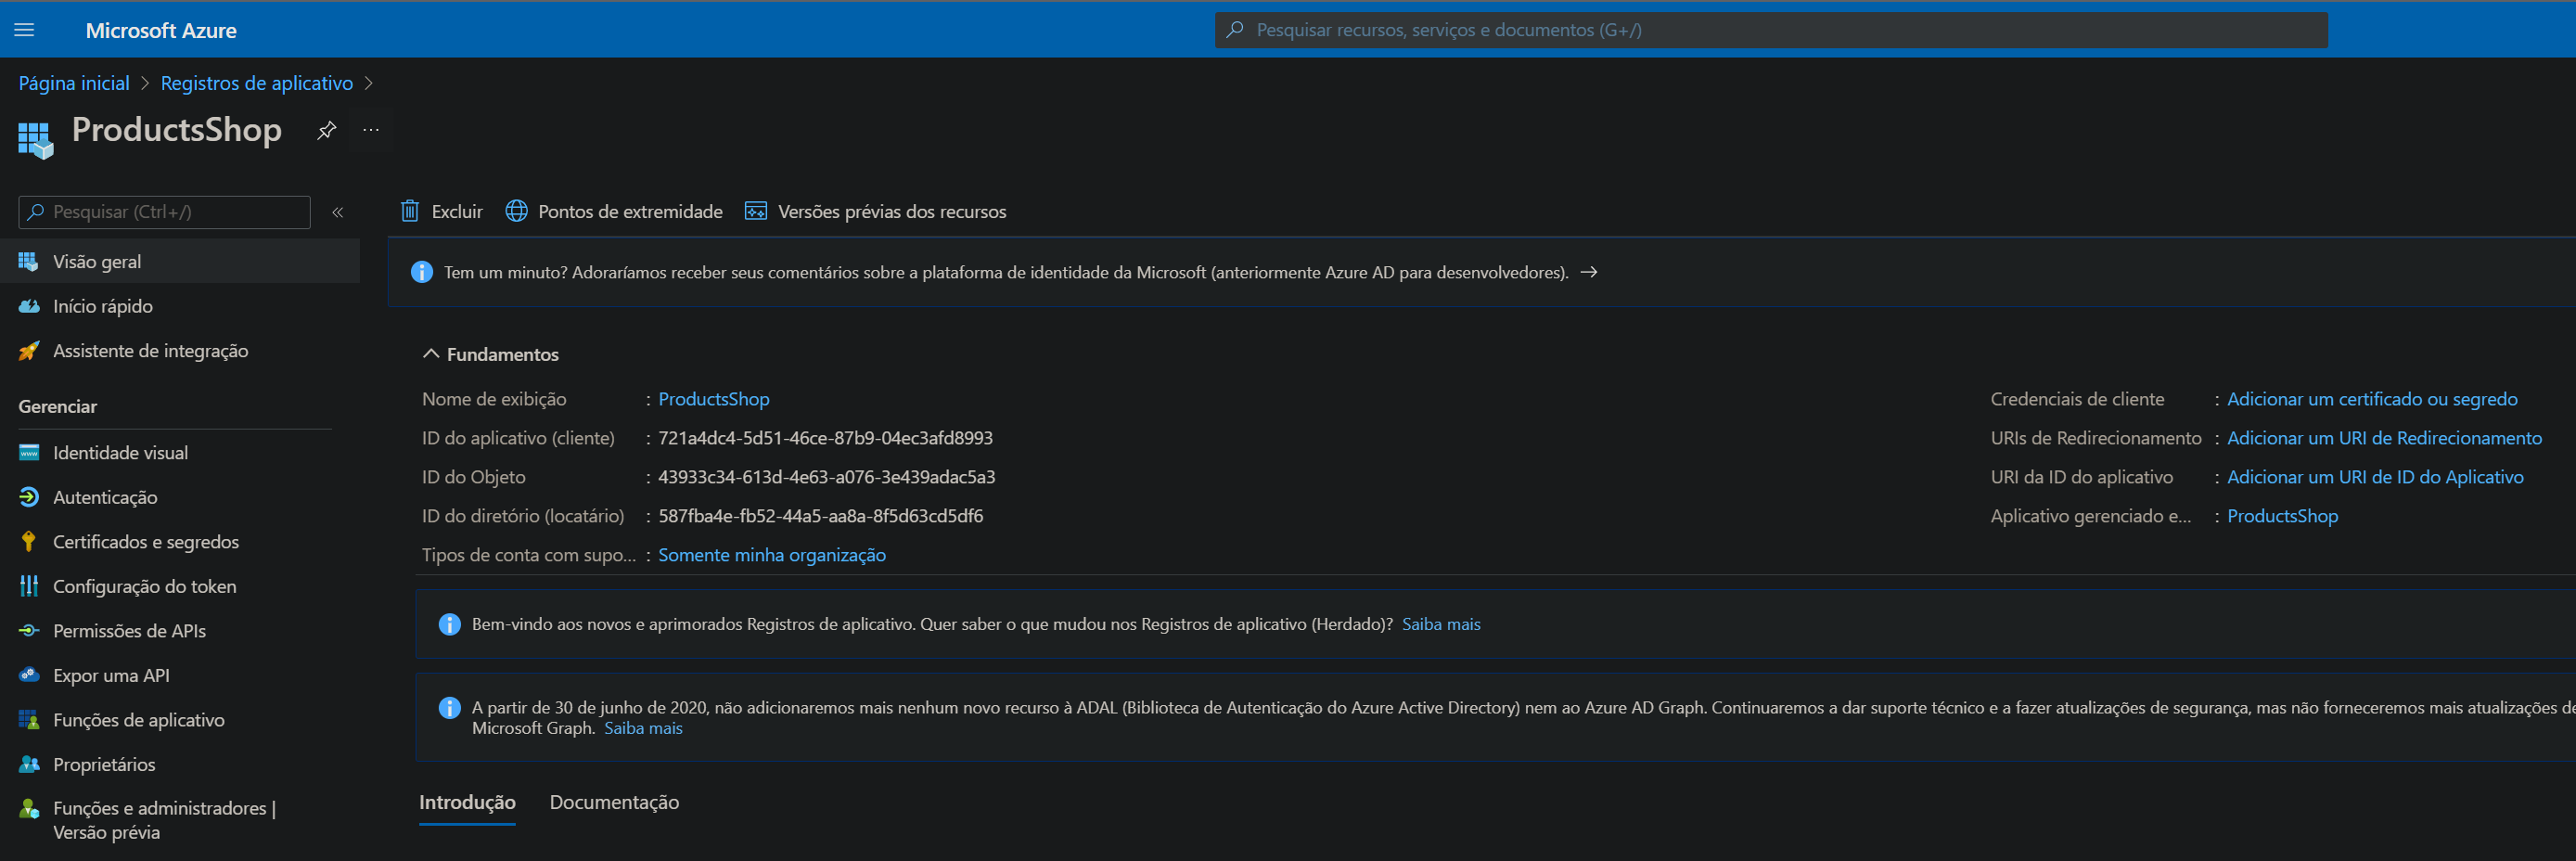 Microsoft Azure
Pesquisar recursos, serviços e documentos (G+/)
Página inicial > Registros de aplicativo >
ProductsShop
Pesquisar (Ctrl+/)
«
Visão geral
Início rápido
Assistente de integração
Gerenciar
Identidade visual
Autenticação
Certificados e segredos
Configuração do token
Permissões de APIs
Expor uma API
Funções de aplicativo
Proprietários
Funções e administradores |
Versão prévia
Excluir
Pontos de extremidade
Versões prévias dos recursos
Tem um minuto? Adoraríamos receber seus comentários sobre a plataforma de identidade da Microsoft (anteriormente Azure AD para desenvolvedores). →
Fundamentos
Nome de exibição : ProductsShop
ID do aplicativo (cliente) : 721a4dc4-5d51-46ce-87b9-04ec3afd8993
ID do Objeto : 43933c34-613d-4e63-a076-3e439adac5a3
ID do diretório (locatário) : 587fba4e-fb52-44a5-aa8a-8f5d63cd5df6
Tipos de conta com supo... : Somente minha organização
Credenciais de cliente : Adicionar um certificado ou segredo
URIs de Redirecionamento : Adicionar um URI de Redirecionamento
URI da ID do aplicativo : Adicionar um URI de ID do Aplicativo
Aplicativo gerenciado e... : ProductsShop
Bem-vindo aos novos e aprimorados Registros de aplicativo. Quer saber o que mudou nos Registros de aplicativo (Herdado)? Saiba mais
A partir de 30 de junho de 2020, não adicionaremos mais nenhum novo recurso à ADAL (Biblioteca de Autenticação do Azure Active Directory) nem ao Azure AD Graph. Continuaremos a dar suporte técnico e a fazer atualizações de segurança, mas não forneceremos mais atualizações de
Microsoft Graph. Saiba mais
Introdução
Documentação